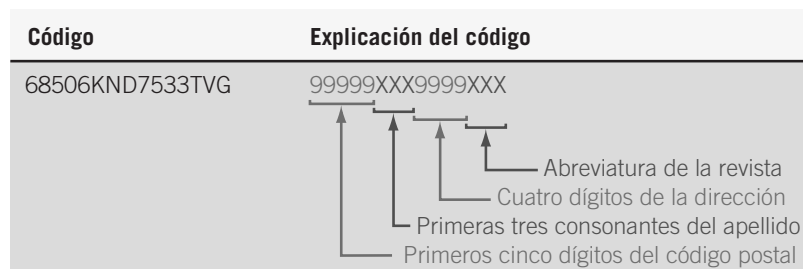 Código Explicación del código
68506KND7533TVG 99999XXX9999XXX
Abreviatura de la revista
Cuatro dígitos de la dirección
Primeras tres consonantes del apellido
Primeros cinco dígitos del código postal